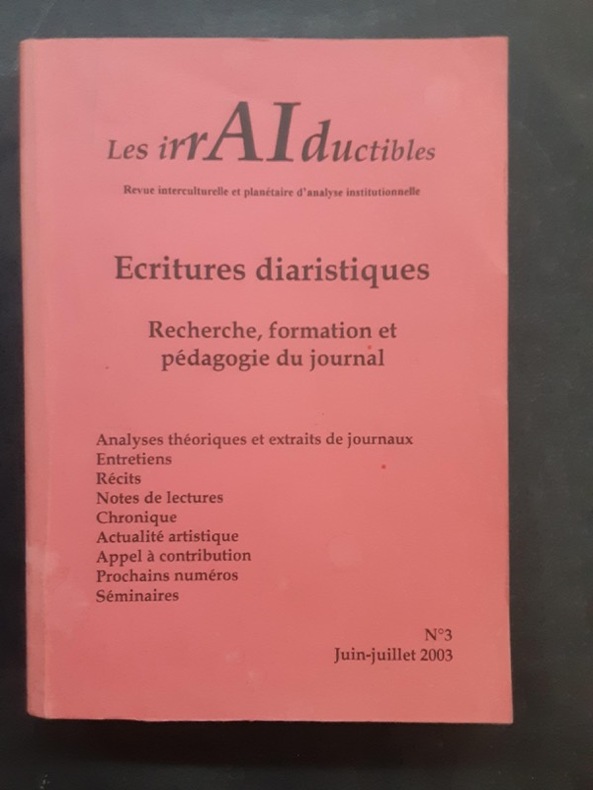 Les irrAIductibles
Revue interculturelle et planétaire d'analyse institutionnelle
Ecritures diaristiques
Recherche, formation et
pédagogie du journal
Analyses théoriques et extraits de journaux
Entretiens
Récits
Notes de lectures
Chronique
Actualité artistique
Appel à contribution
Prochains numéros
Séminaires
N°3
Juin-juillet 2003